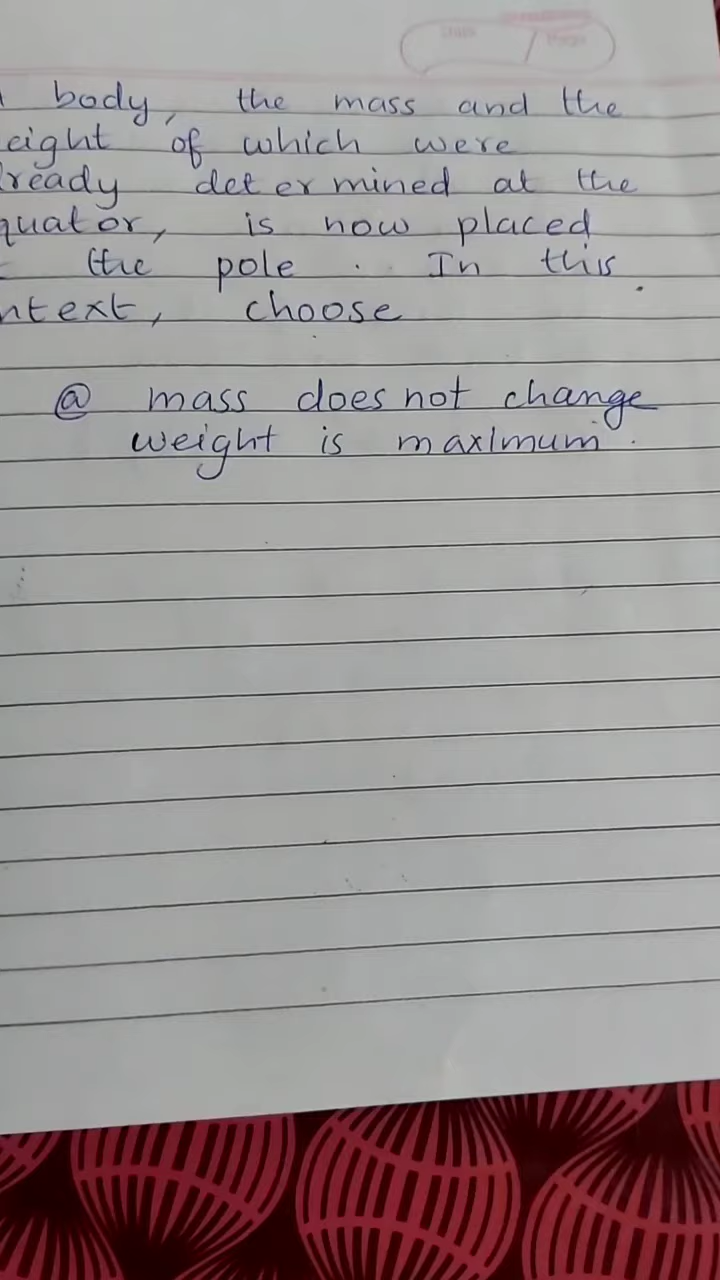 body, the mass and the
eight of which were
ready determined at the
quator, is now placed
the pole. In this
ntext, choose
@ mass does not change
weight is maximum.